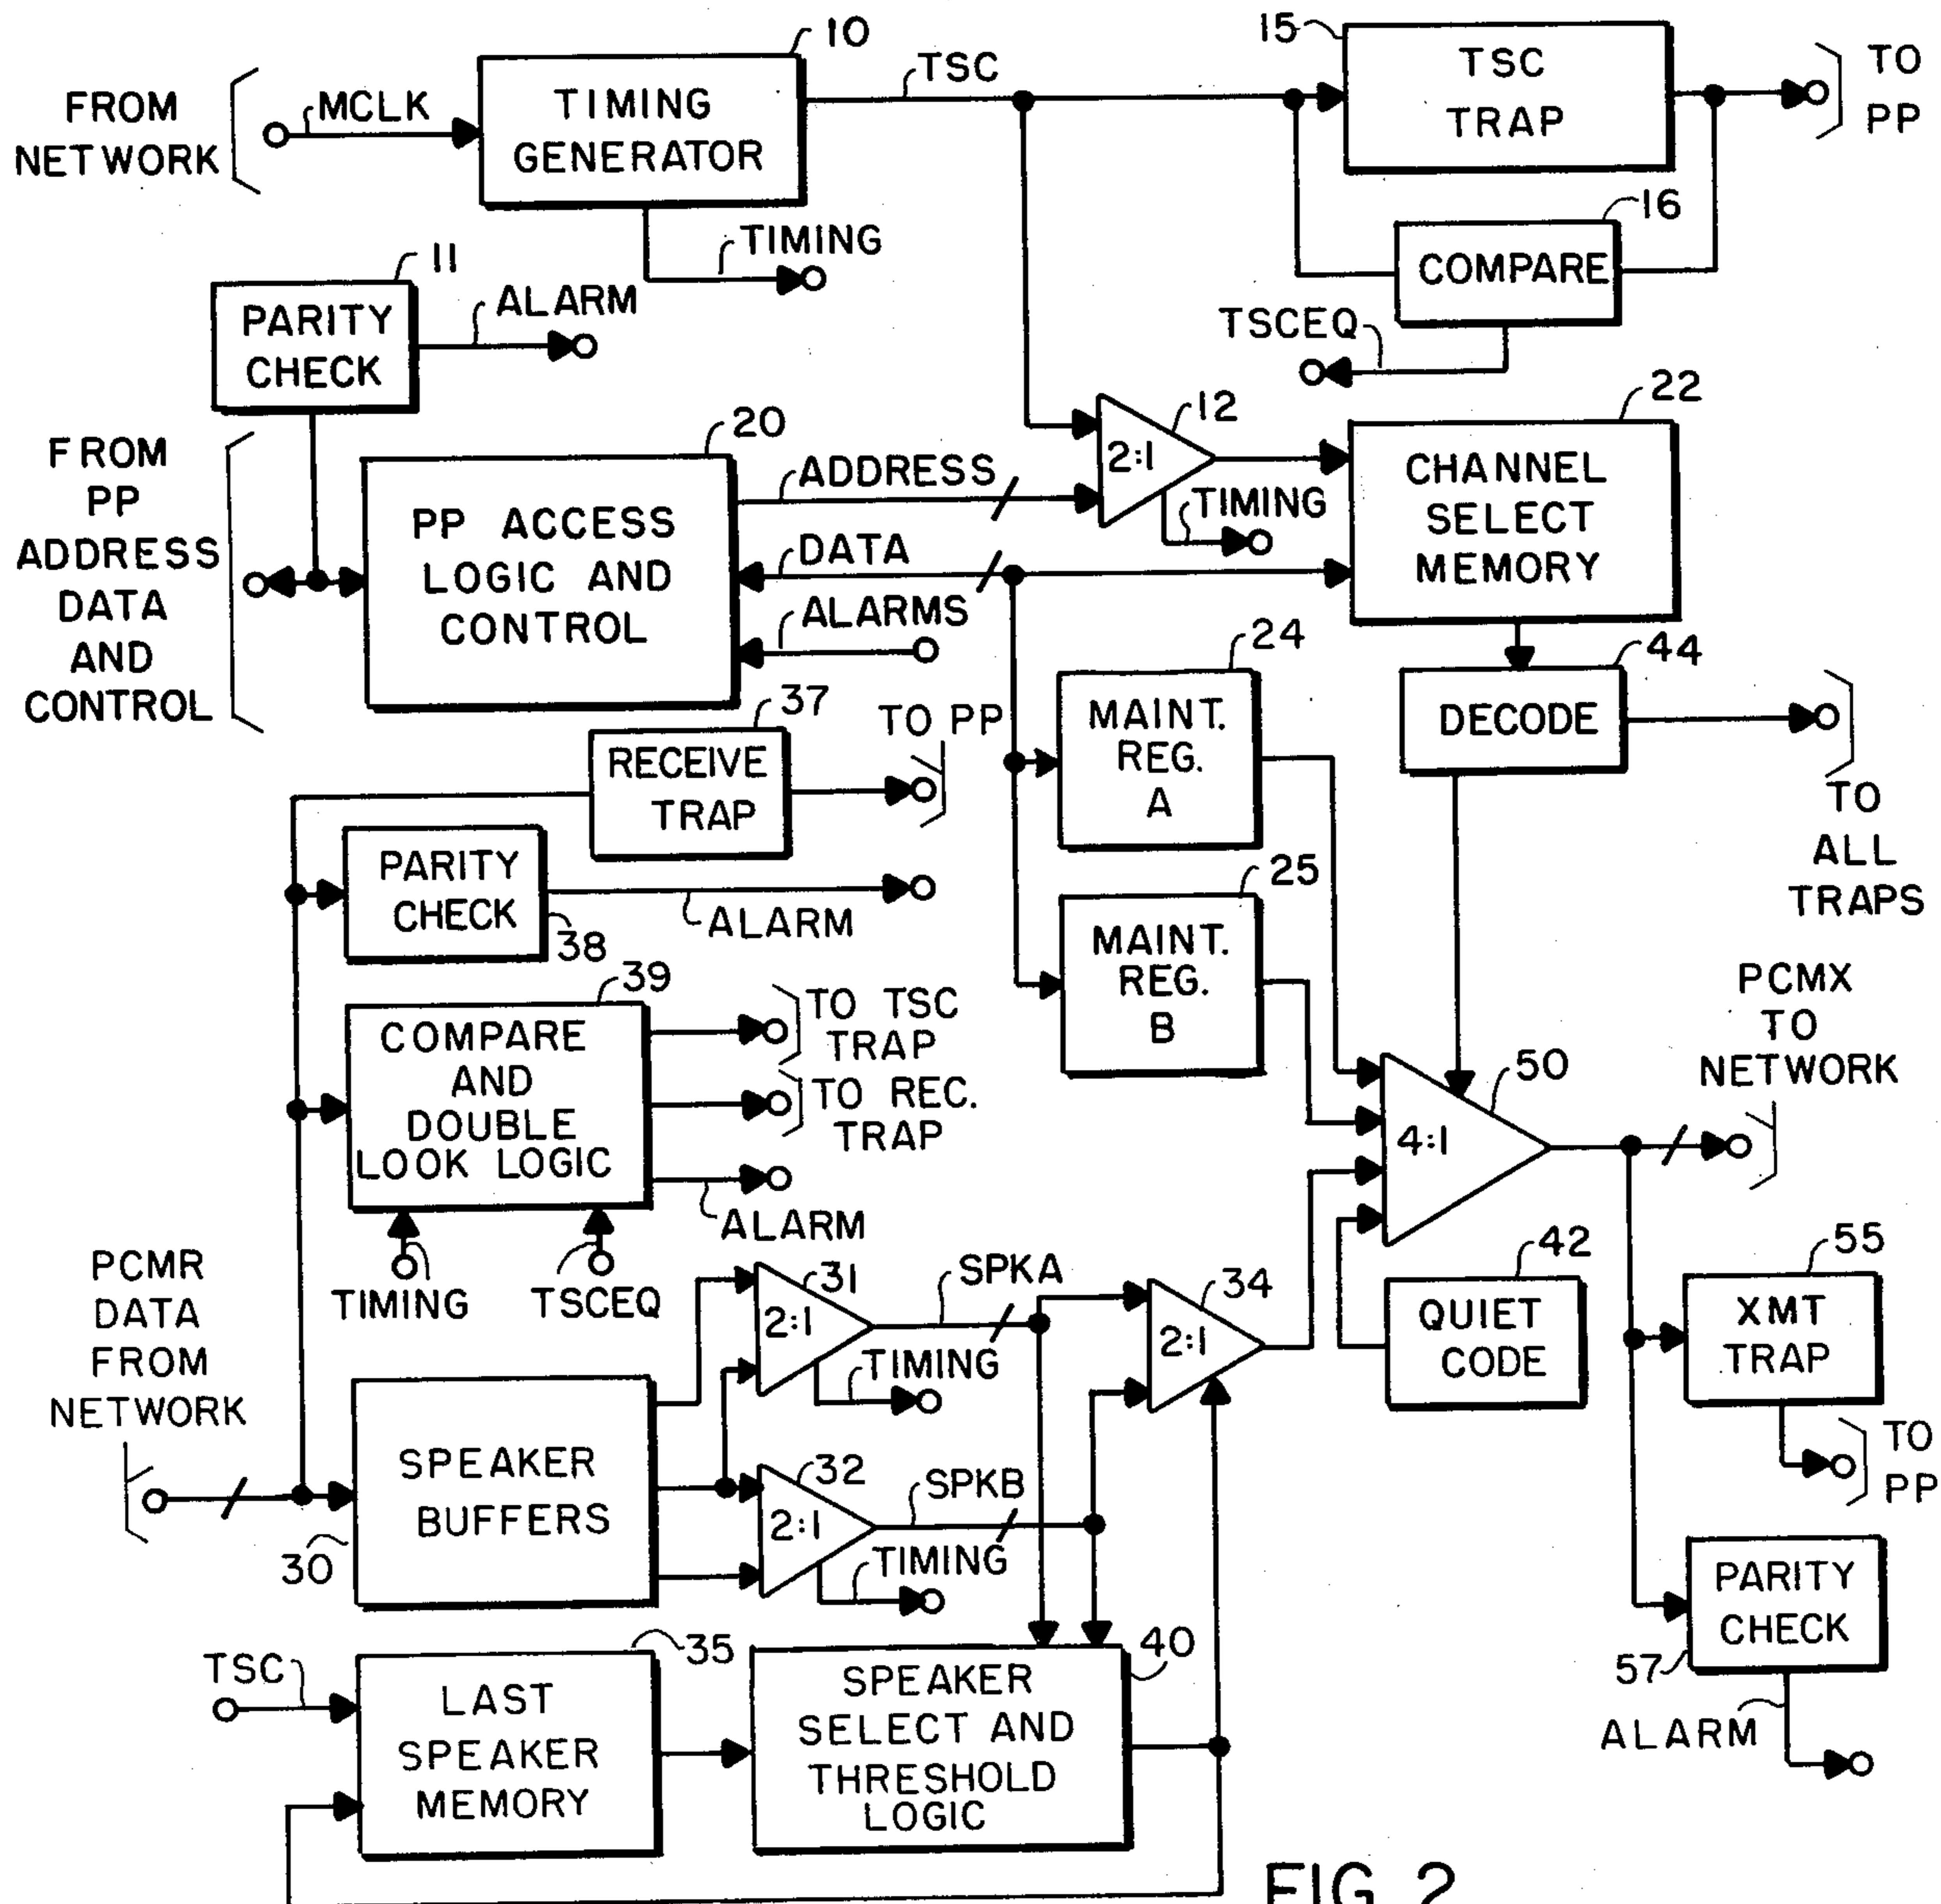 FROM
NETWORK
MCLK
TIMING
GENERATOR
10
TSC
15
TSC
TRAP
TO
PP
16
COMPARE
TSCEQ
TIMING
11
PARITY
CHECK
ALARM
FROM
PP
ADDRESS
DATA
AND
CONTROL
20
PP ACCESS
LOGIC AND
CONTROL
ADDRESS
DATA
ALARMS
12
2:1
TIMING
22
CHANNEL
SELECT
MEMORY
44
DECODE
TO
ALL
TRAPS
24
MAINT.
REG.
A
25
MAINT.
REG.
B
37
RECEIVE
TRAP
TO PP
PARITY
CHECK
38
ALARM
39
COMPARE
AND
DOUBLE
LOOK LOGIC
TO TSC
TRAP
TO REC.
TRAP
ALARM
TIMING
TSCEQ
PCMX
TO
NETWORK
50
4:1
42
QUIET
CODE
55
XMT
TRAP
TO
PP
PARITY
CHECK
57
ALARM
PCMR
DATA
FROM
NETWORK
SPEAKER
BUFFERS
30
31
2:1
SPKA
TIMING
32
2:1
SPKB
TIMING
34
2:1
TSC
35
LAST
SPEAKER
MEMORY
40
SPEAKER
SELECT AND
THRESHOLD
LOGIC
FIG. 2